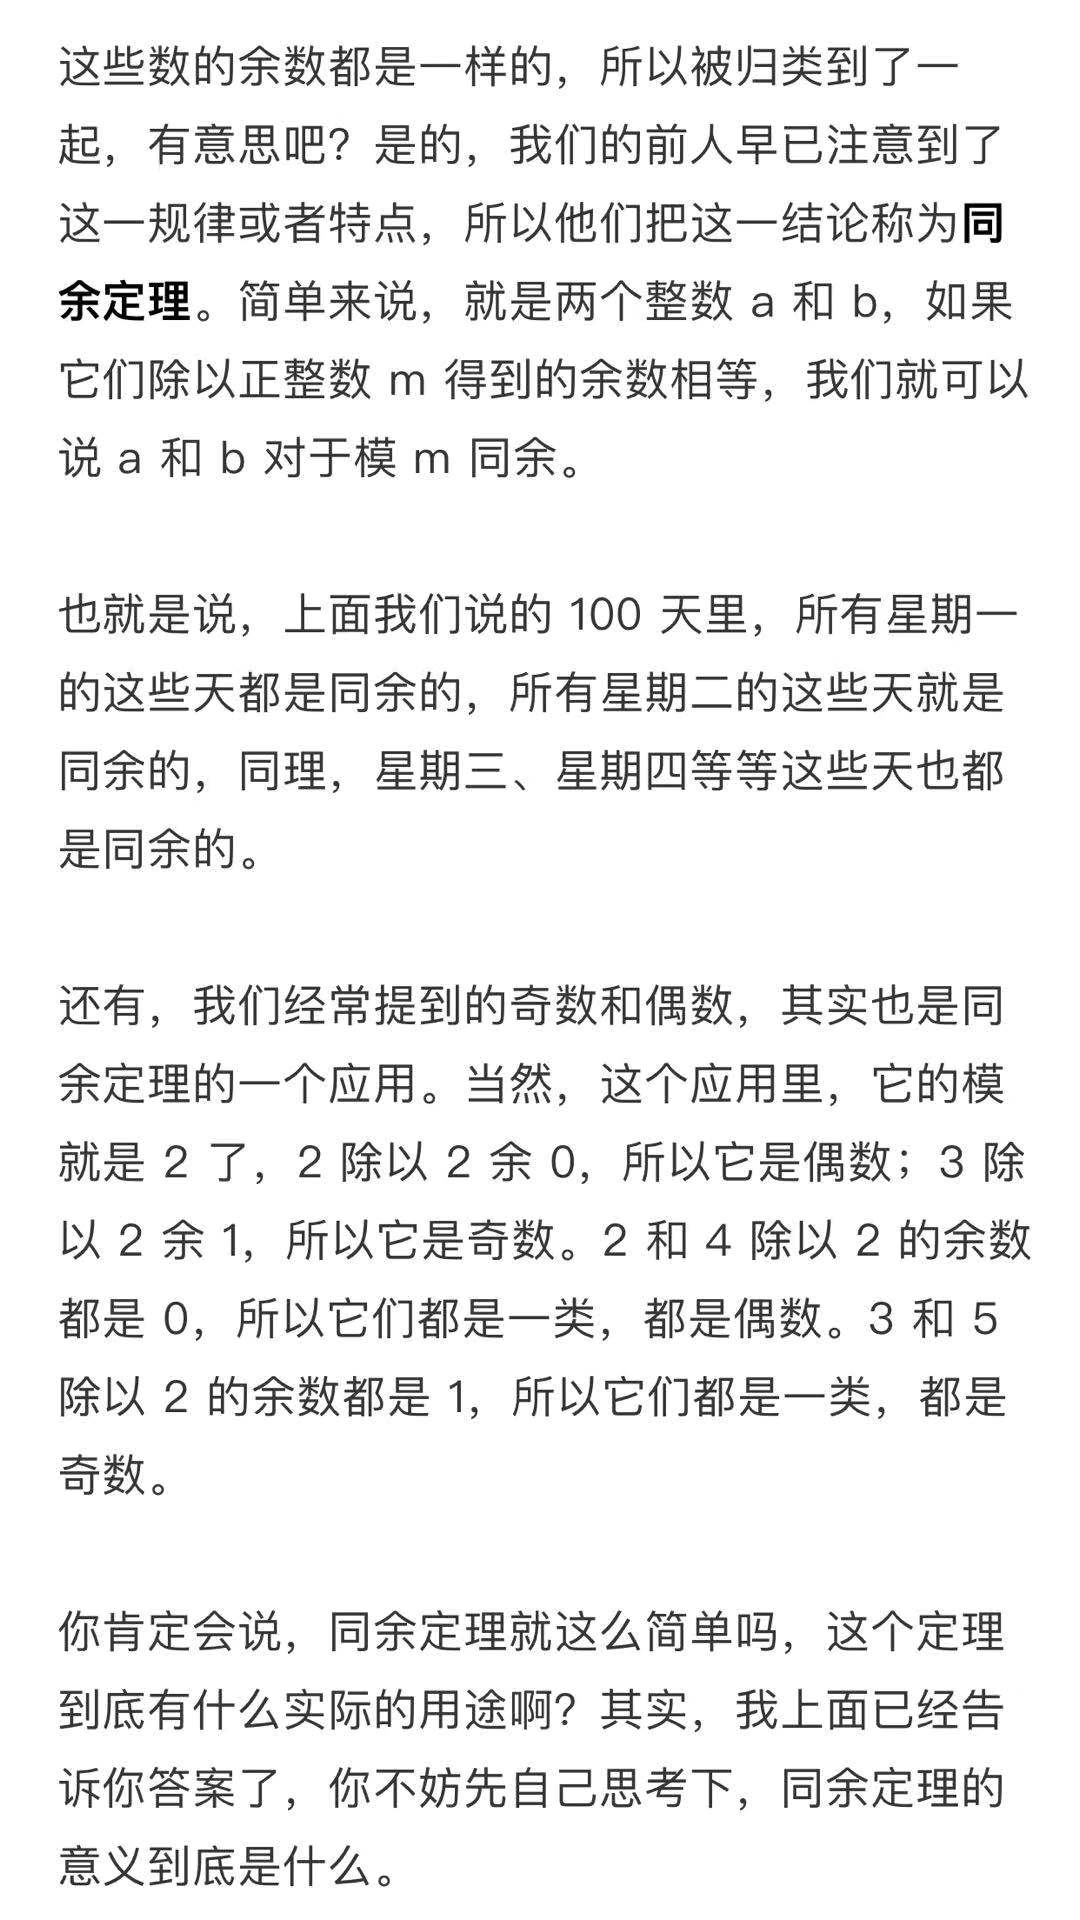 这些数的余数都是一样的，所以被归类到了一
起，有意思吧？是的，我们的前人早已注意到了
这一规律或者特点，所以他们把这一结论称为同
余定理。简单来说，就是两个整数 a 和 b，如果
它们除以正整数 m 得到的余数相等，我们就可以
说 a 和 b 对于模 m 同余。
也就是说，上面我们说的 100 天里，所有星期一
的这些天都是同余的，所有星期二的这些天就是
同余的，同理，星期三、星期四等等这些天也都
是同余的。
还有，我们经常提到的奇数和偶数，其实也是同
余定理的一个应用。当然，这个应用里，它的模
就是 2 了，2 除以 2 余 0，所以它是偶数；3 除
以 2 余 1，所以它是奇数。2 和 4 除以 2 的余数
都是 0，所以它们都是一类，都是偶数。3 和 5
除以 2 的余数都是 1，所以它们都是一类，都是
奇数。
你肯定会说，同余定理就这么简单吗，这个定理
到底有什么实际的用途啊？其实，我上面已经告
诉你答案了，你不妨先自己思考下，同余定理的
意义到底是什么。